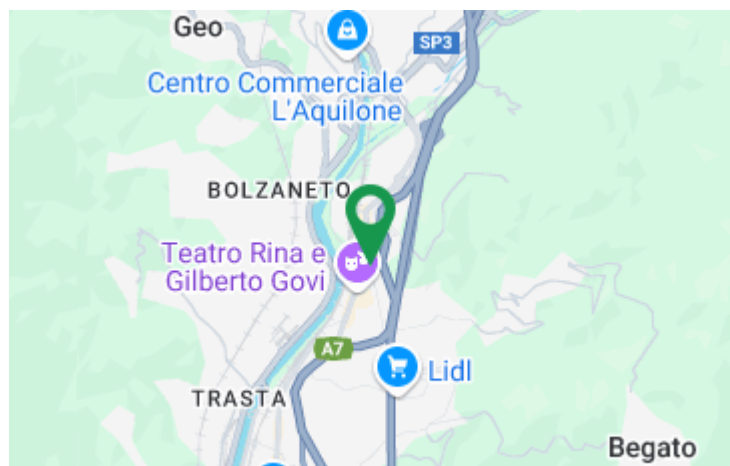 Geo
SP3
Centro Commerciale
L'Aquilone
BOLZANETO
Teatro Rina e
Gilberto Govi
A7
Lidl
TRASTA
Begato